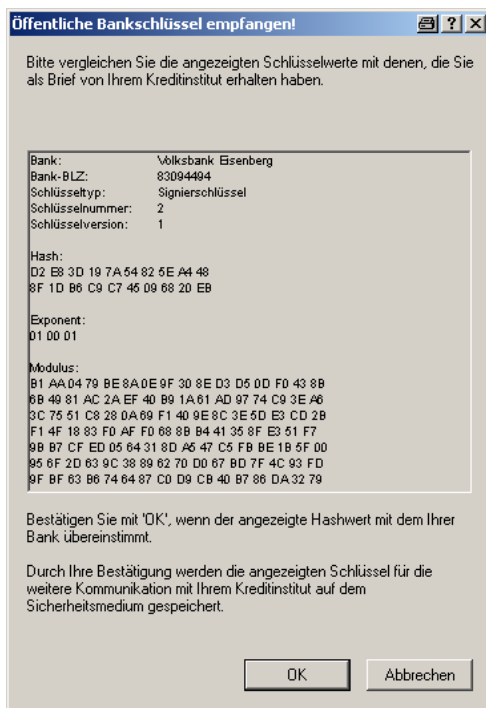 Öffentliche Bankschlüssel empfangen!
Bitte vergleichen Sie die angezeigten Schlüsselwerte mit denen, die Sie
als Brief von Ihrem Kreditinstitut erhalten haben.
Bank: Volksbank Eisenberg
Bank-BLZ: 83094494
Schlüsseltyp: Signierschlüssel
Schlüsselnummer: 2
Schlüsselversion: 1
Hash:
D2 E8 3D 19 7A 54 82 5E A4 48
8F 1D B6 C9 C7 45 09 68 20 EB
Exponent:
01 00 01
Modulus:
B1 AA 04 79 BE 8A 0E 9F 30 8E D3 D5 0D F0 43 8B
6B 49 81 AC 2A EF 40 B9 1A 61 AD 97 74 C9 3E A6
3C 75 51 C8 28 0A 69 F1 40 9E 8C 3E 5D E3 CD 2B
F1 4F 18 83 F0 AF F0 68 8B B4 41 35 8F E3 51 F7
9B B7 CF ED 05 64 31 8D A5 47 C5 FB BE 1B 5F 00
95 6F 2D 63 9C 38 89 62 70 D0 67 BD 7F 4C 93 FD
9F BF 63 B6 74 64 87 C0 D9 CB 40 B7 86 DA 32 79
Bestätigen Sie mit 'OK', wenn der angezeigte Hashwert mit dem Ihrer
Bank übereinstimmt.
Durch Ihre Bestätigung werden die angezeigten Schlüssel für die
weitere Kommunikation mit Ihrem Kreditinstitut auf dem
Sicherheitsmedium gespeichert.
OK Abbrechen